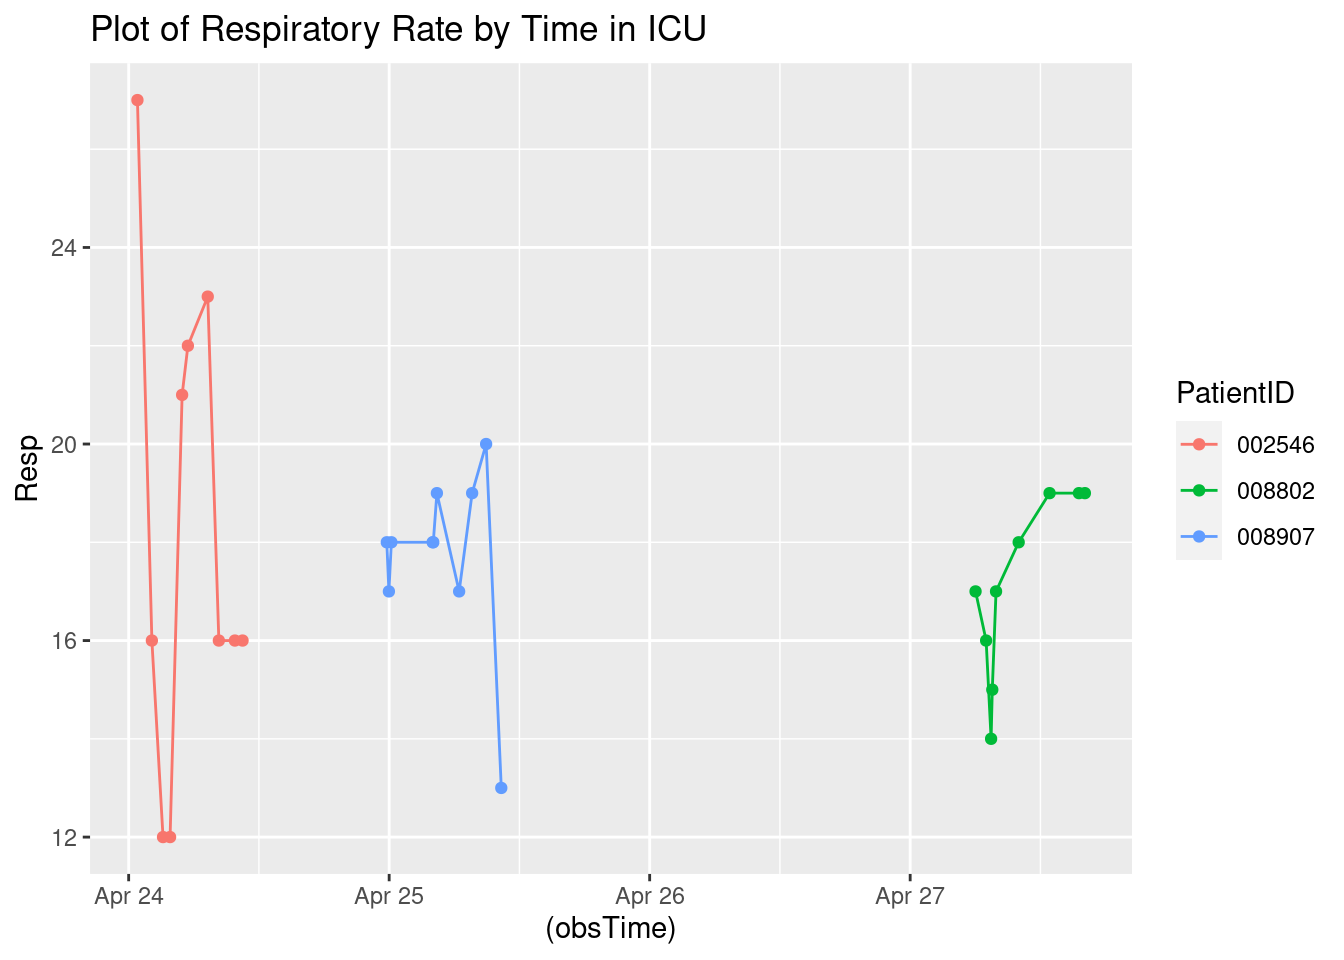 Plot of Respiratory Rate by Time in ICU
24
20
16
12
Resp
Apr 24
Apr 25
Apr 26
Apr 27
(obsTime)
PatientID
002546
008802
008907